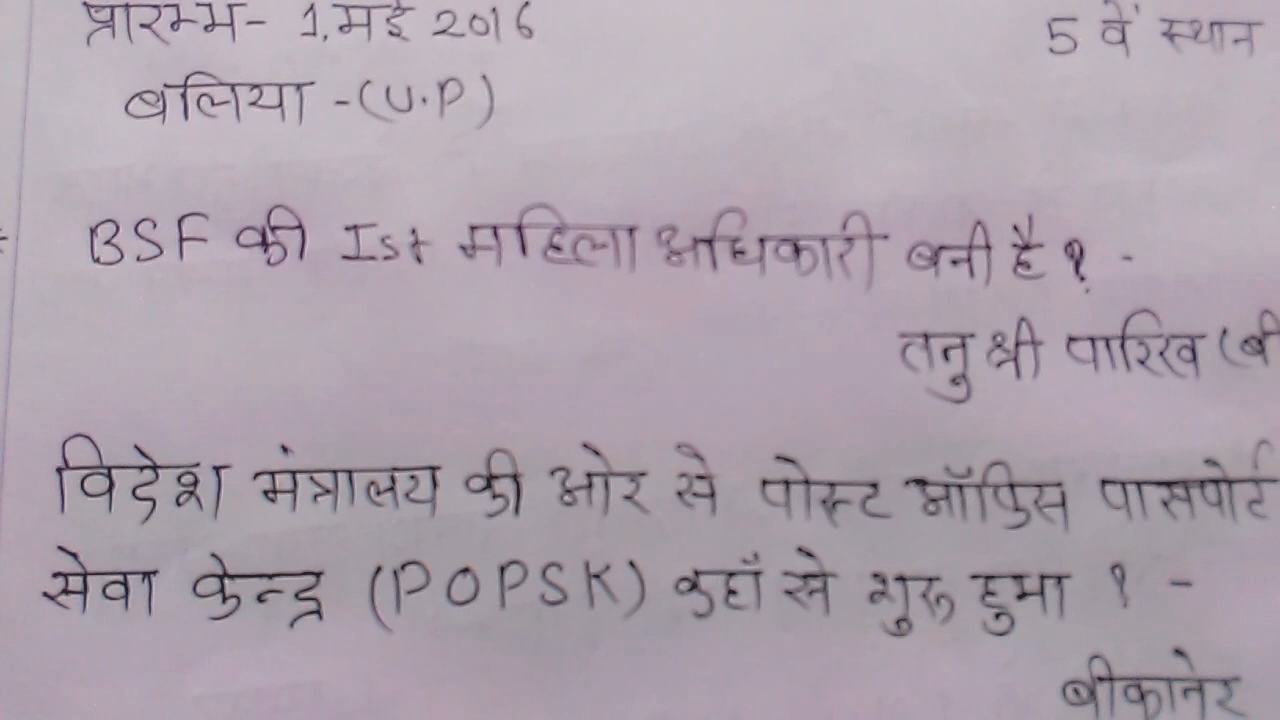 प्रारम्भ- 1,मई 2016 5 वें स्थान
बलिया -(U.P)
BSF की Ist महिला अधिकारी बनी है ? -
तनु श्री पारिख (बी
विदेश मंत्रालय की ओर से पोस्ट ऑफिस पासपोर्ट
सेवा केन्द्र (POPSK) कहाँ से शुरू हुआ ? -
बीकानेर